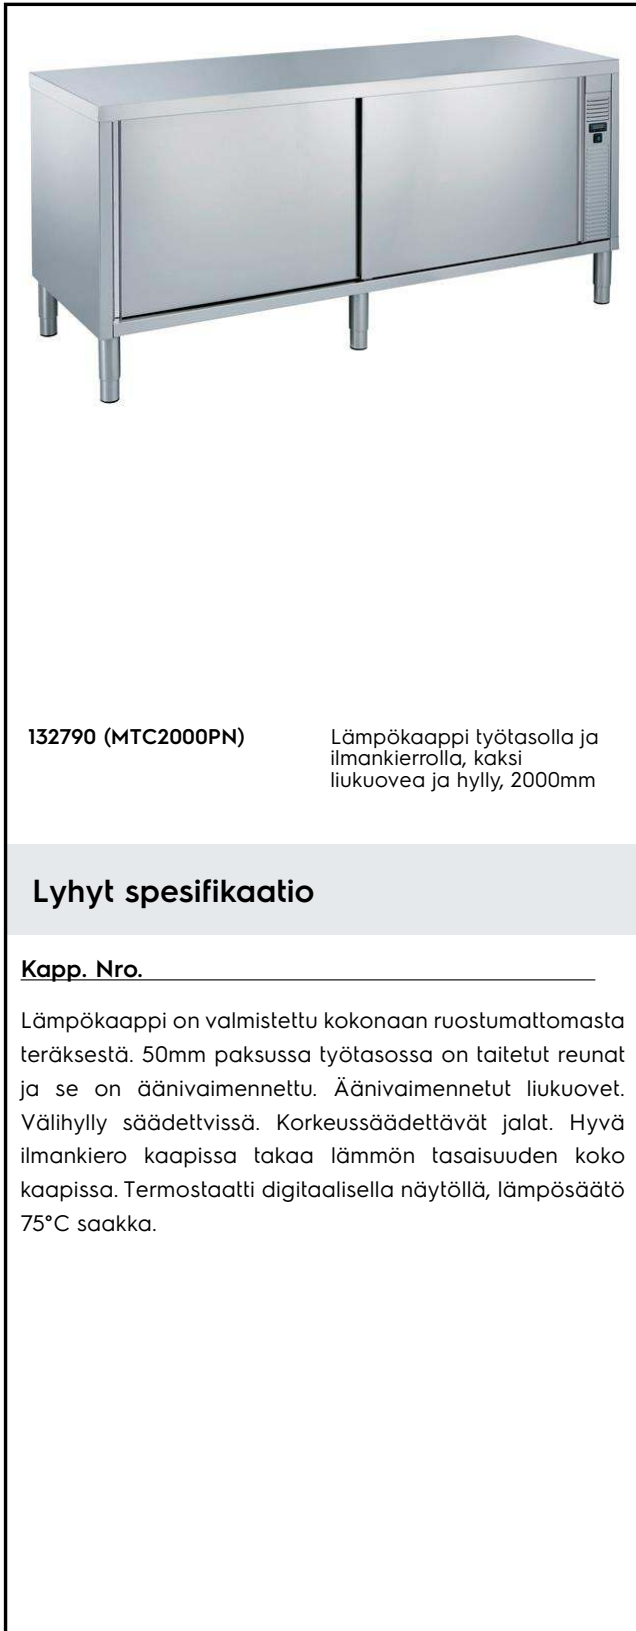 132790 (MTC2000PN)
Lämpökaappi työtasolla ja
ilmankierrolla, kaksi
liukuovea ja hylly, 2000mm
Lyhyt spesifikaatio
Kapp. Nro.
Lämpökaappi on valmistettu kokonaan ruostumattomasta
teräksestä. 50mm paksussa työtasossa on taitetut reunat
ja se on äänivaimennettu. Äänivaimennetut liukuovet.
Välihylly säädettvissä. Korkeussäädettävät jalat. Hyvä
ilmankiero kaapissa takaa lämmön tasaisuuden koko
kaapissa. Termostaatti digitaalisella näytöllä, lämpösäätö
75°C saakka.